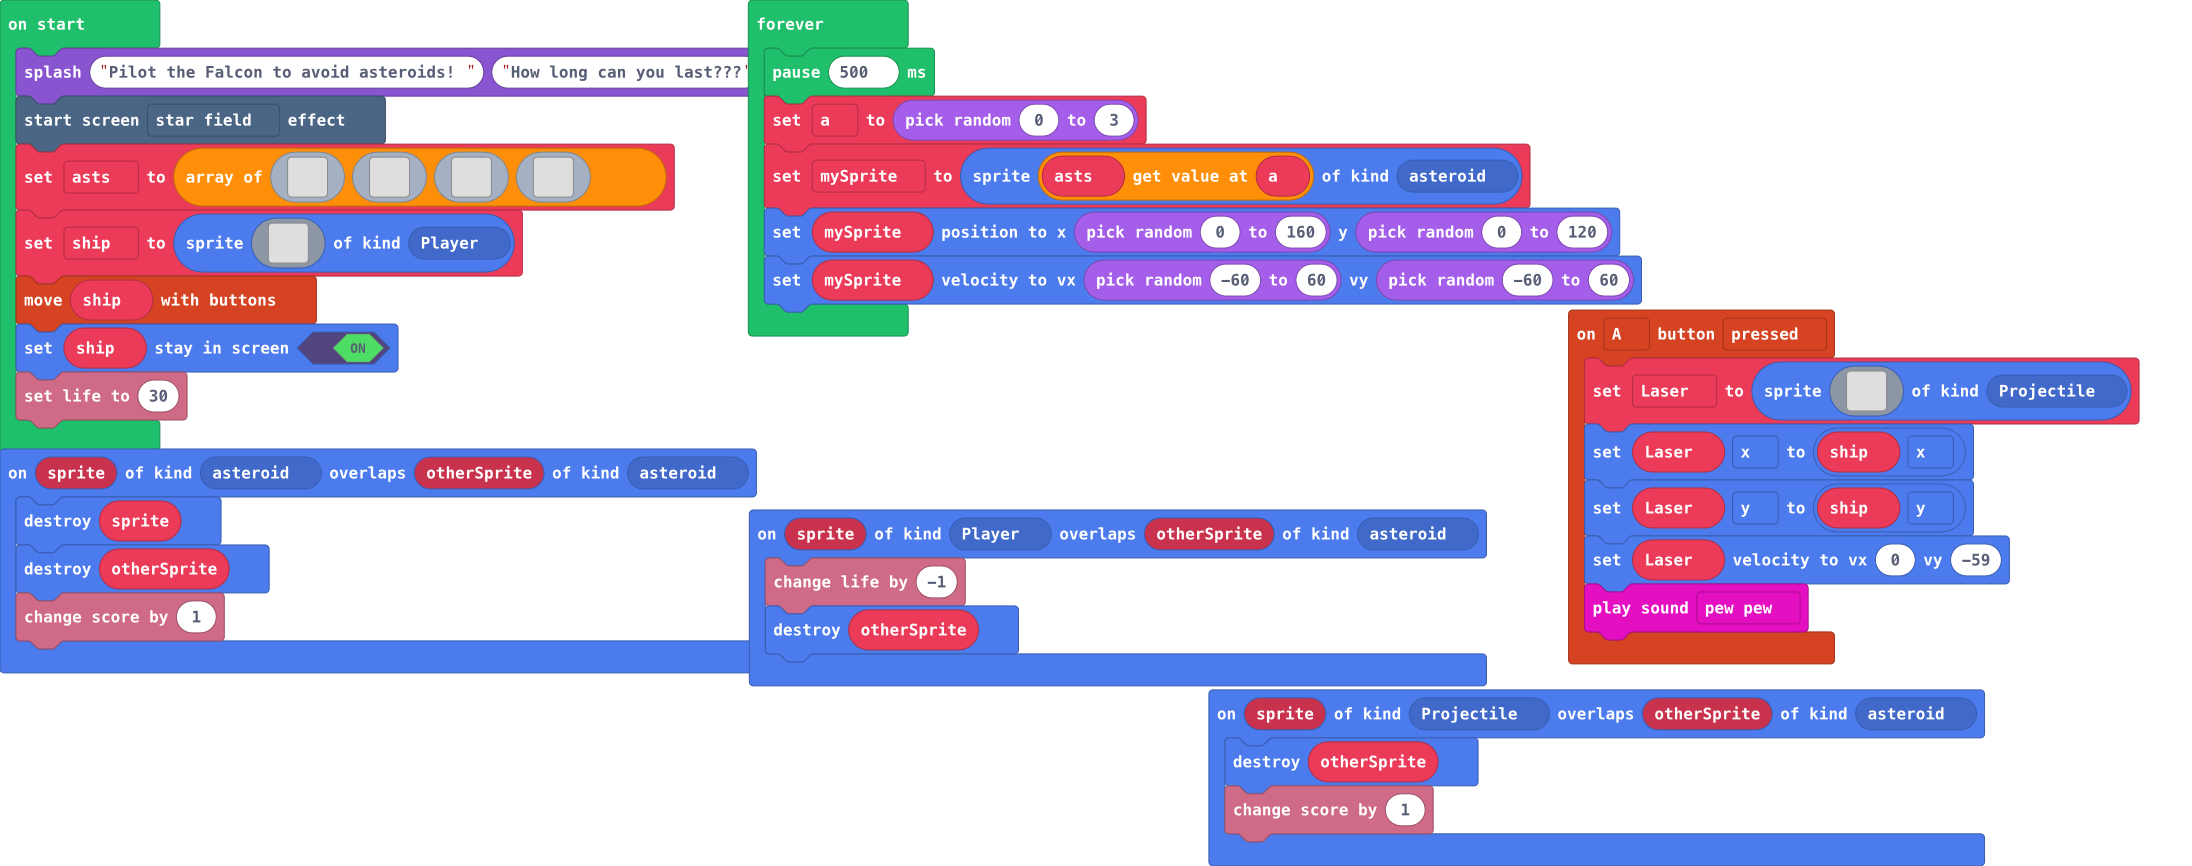 on start
splash "Pilot the Falcon to avoid asteroids! " "How long can you last???"
start screen star field effect
set asts to array of
set ship to sprite of kind Player
move ship with buttons
set ship stay in screen ON
set life to 30
forever
pause 500 ms
set a to pick random 0 to 3
set mySprite to sprite asts get value at a of kind asteroid
set mySprite position to x pick random 0 to 160 y pick random 0 to 120
set mySprite velocity to vx pick random -60 to 60 vy pick random -60 to 60
on A button pressed
set Laser to sprite of kind Projectile
set Laser x to ship x
set Laser y to ship y
set Laser velocity to vx 0 vy -59
play sound pew pew
on sprite of kind asteroid overlaps otherSprite of kind asteroid
destroy sprite
destroy otherSprite
change score by 1
on sprite of kind Player overlaps otherSprite of kind asteroid
change life by -1
destroy otherSprite
on sprite of kind Projectile overlaps otherSprite of kind asteroid
destroy otherSprite
change score by 1